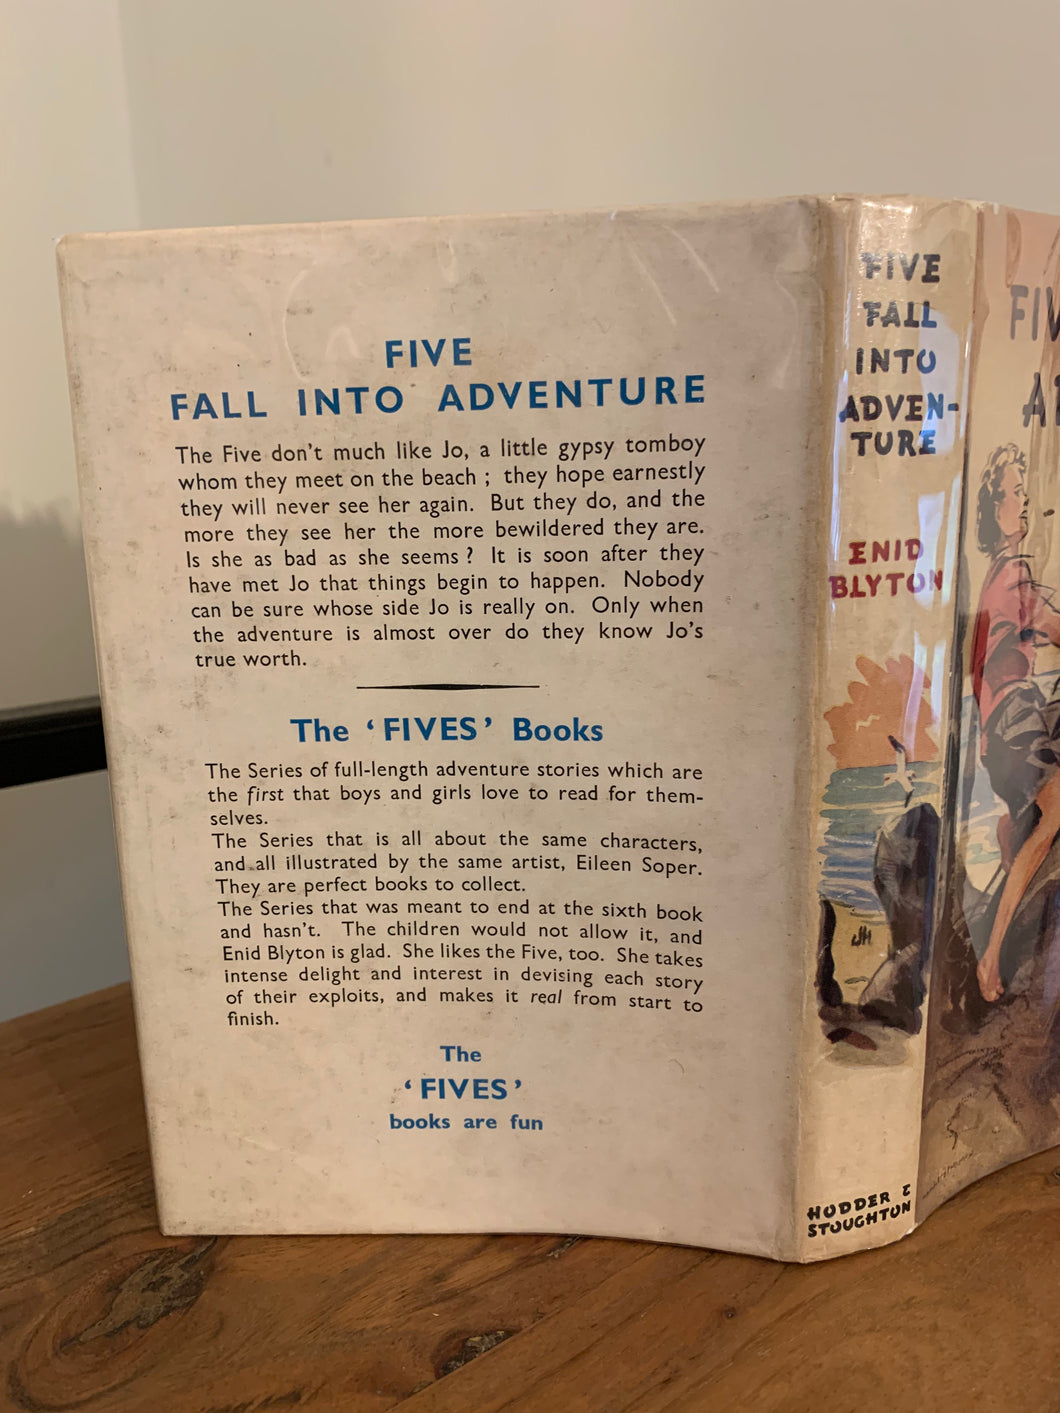 FIVE
FALL INTO ADVENTURE
The Five don't much like Jo, a little gypsy tomboy
whom they meet on the beach ; they hope earnestly
they will never see her again. But they do, and the
more they see her the more bewildered they are.
Is she as bad as she seems ? It is soon after they
have met Jo that things begin to happen. Nobody
can be sure whose side Jo is really on. Only when
the adventure is almost over do they know Jo's
true worth.
The ‘FIVES’ Books
The Series of full-length adventure stories which are
the first that boys and girls love to read for them-
selves.
The Series that is all about the same characters,
and all illustrated by the same artist, Eileen Soper.
They are perfect books to collect.
The Series that was meant to end at the sixth book
and hasn't. The children would not allow it, and
Enid Blyton is glad. She likes the Five, too. She takes
intense delight and interest in devising each story
of their exploits, and makes it real from start to
finish.
The
‘FIVES’
books are fun
FIVE
FALL
INTO
ADVEN-
TURE
ENID
BLYTON
HODDER &
STOUGHTON